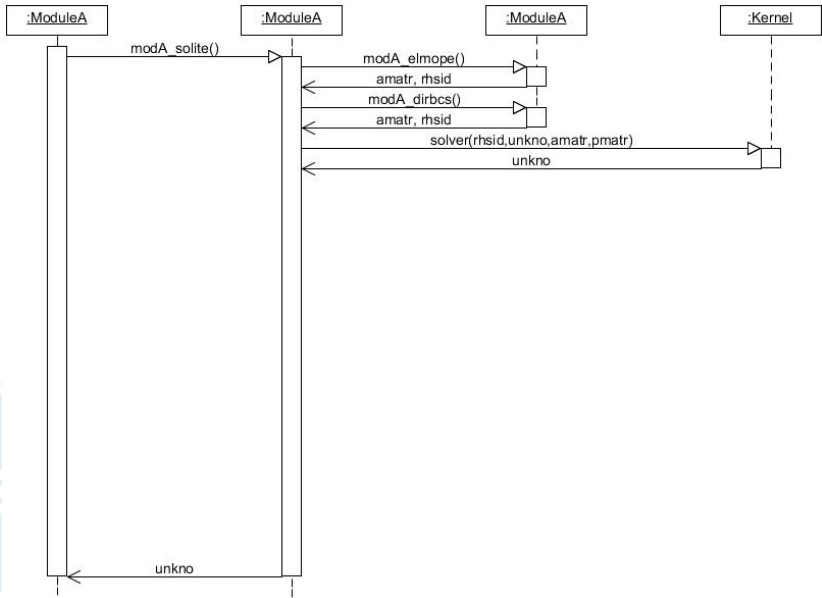 :ModuleA :ModuleA :ModuleA :Kernel
modA_solite()
modA_elmope()
amatr, rhsid
modA_dirbcs()
amatr, rhsid
solver(rhsid,unkno,amatr,pmatr)
unkno
unkno